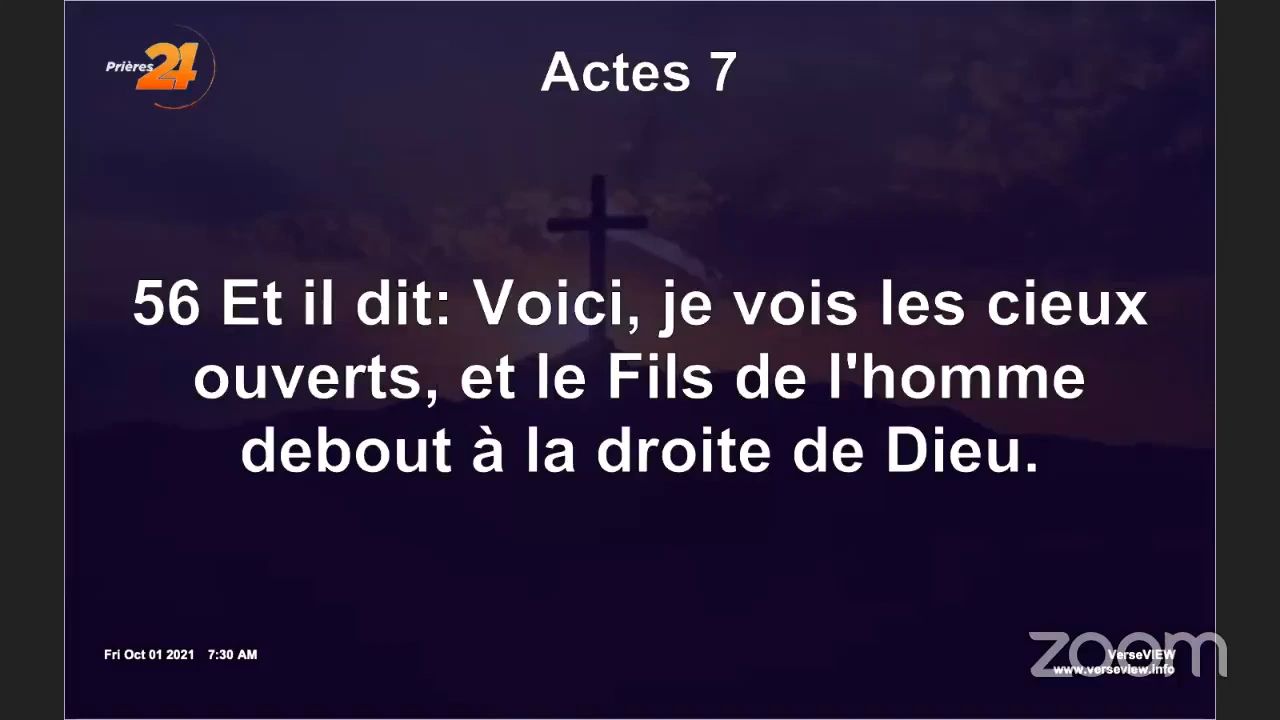 Prières 24
Actes 7
56 Et il dit: Voici, je vois les cieux
ouverts, et le Fils de l'homme
debout à la droite de Dieu.
Fri Oct 01 2021 7:30 AM
zoom
VerseVIEW
www.verseview.info